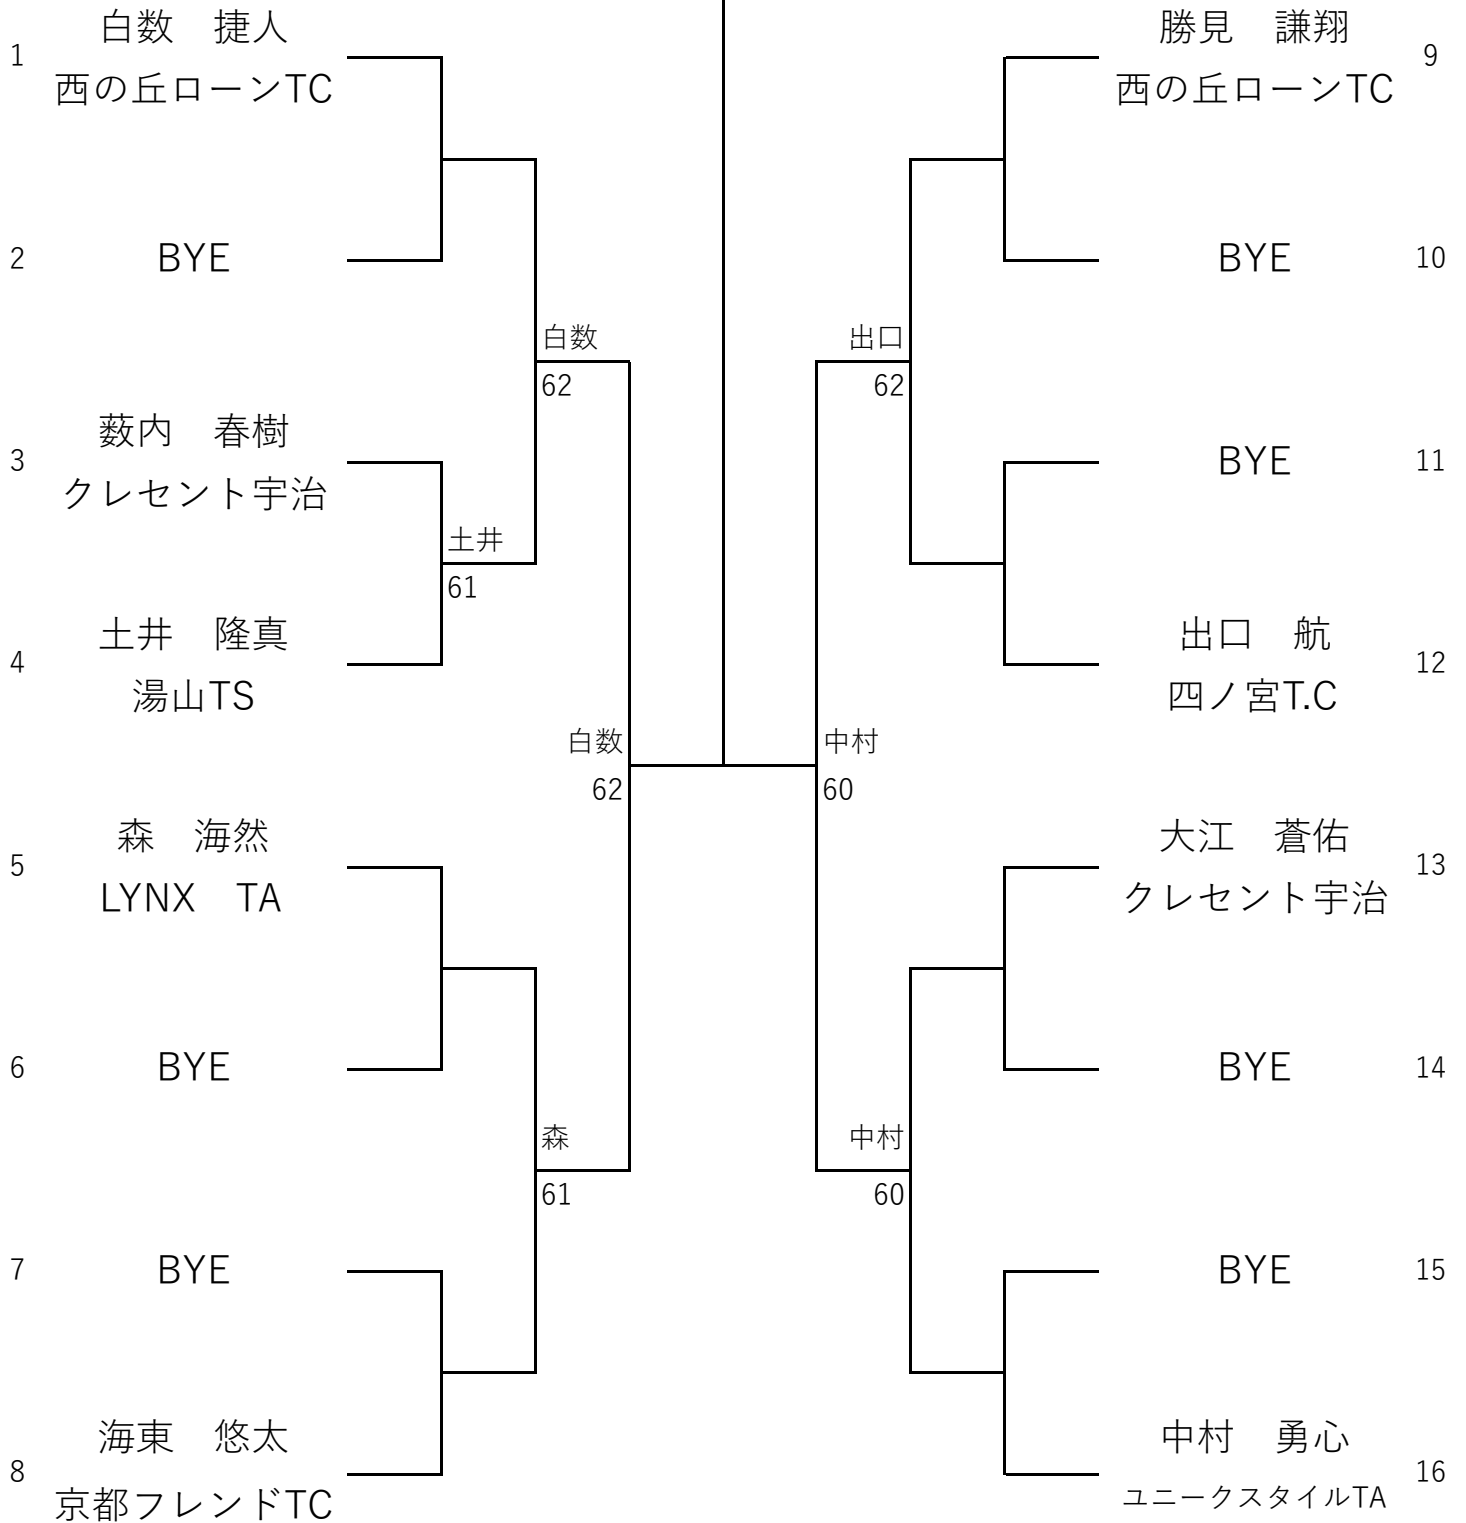 白数　捷人
1
西の丘ローンTC
2
BYE
白数
62
薮内　春樹
3
クレセント宇治
土井
61
土井　隆真
4
湯山TS
白数
62
森　海然
5
LYNX　TA
6
BYE
森
61
7
BYE
海東　悠太
8
京都フレンドTC
勝見　謙翔
9
西の丘ローンTC
BYE
10
出口
62
BYE
11
出口　航
12
四ノ宮T.C
中村
60
大江　蒼佑
13
クレセント宇治
BYE
14
中村
60
BYE
15
中村　勇心
16
ユニークスタイルTA